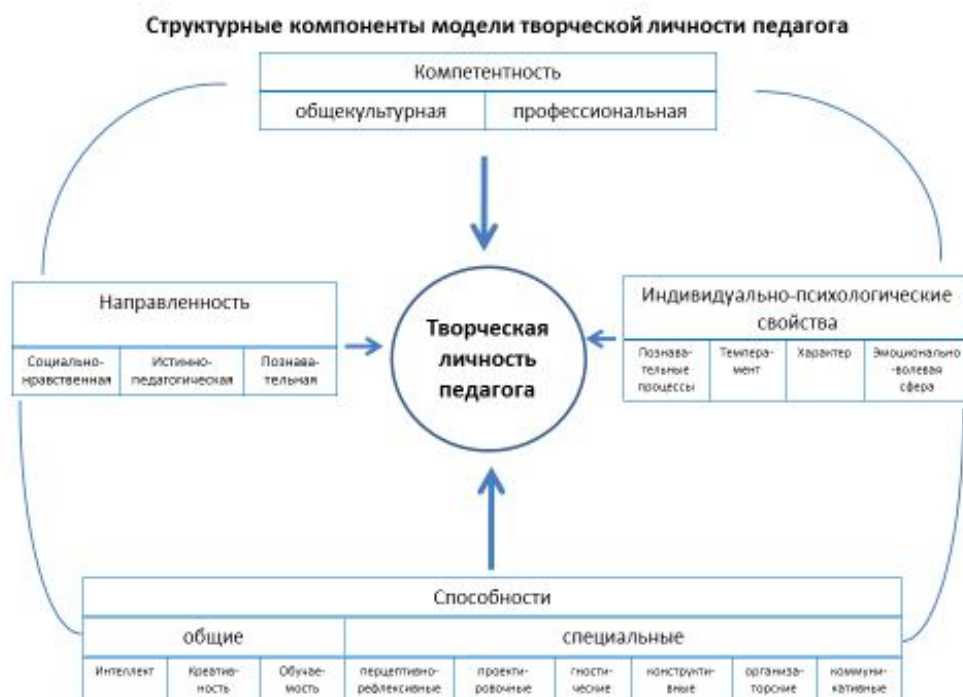 Структурные компоненты модели творческой личности педагога
Компетентность
общекультурная
профессиональная
Направленность
Социально-
нравственная
Истинно-
педагогическая
Познава-
тельная
Творческая
личность
педагога
Индивидуально-психологические
свойства
Познава-
тельные
процессы
Темпера-
мент
Характер
Эмоционально
-волевая
сфера
Способности
общие
специальные
Интеллект
Креатив-
ность
Обучае-
мость
перцептивно-
рефлексивные
проекти-
ровочные
гности-
ческие
конструкти-
вные
организа-
торские
коммуни-
кативные